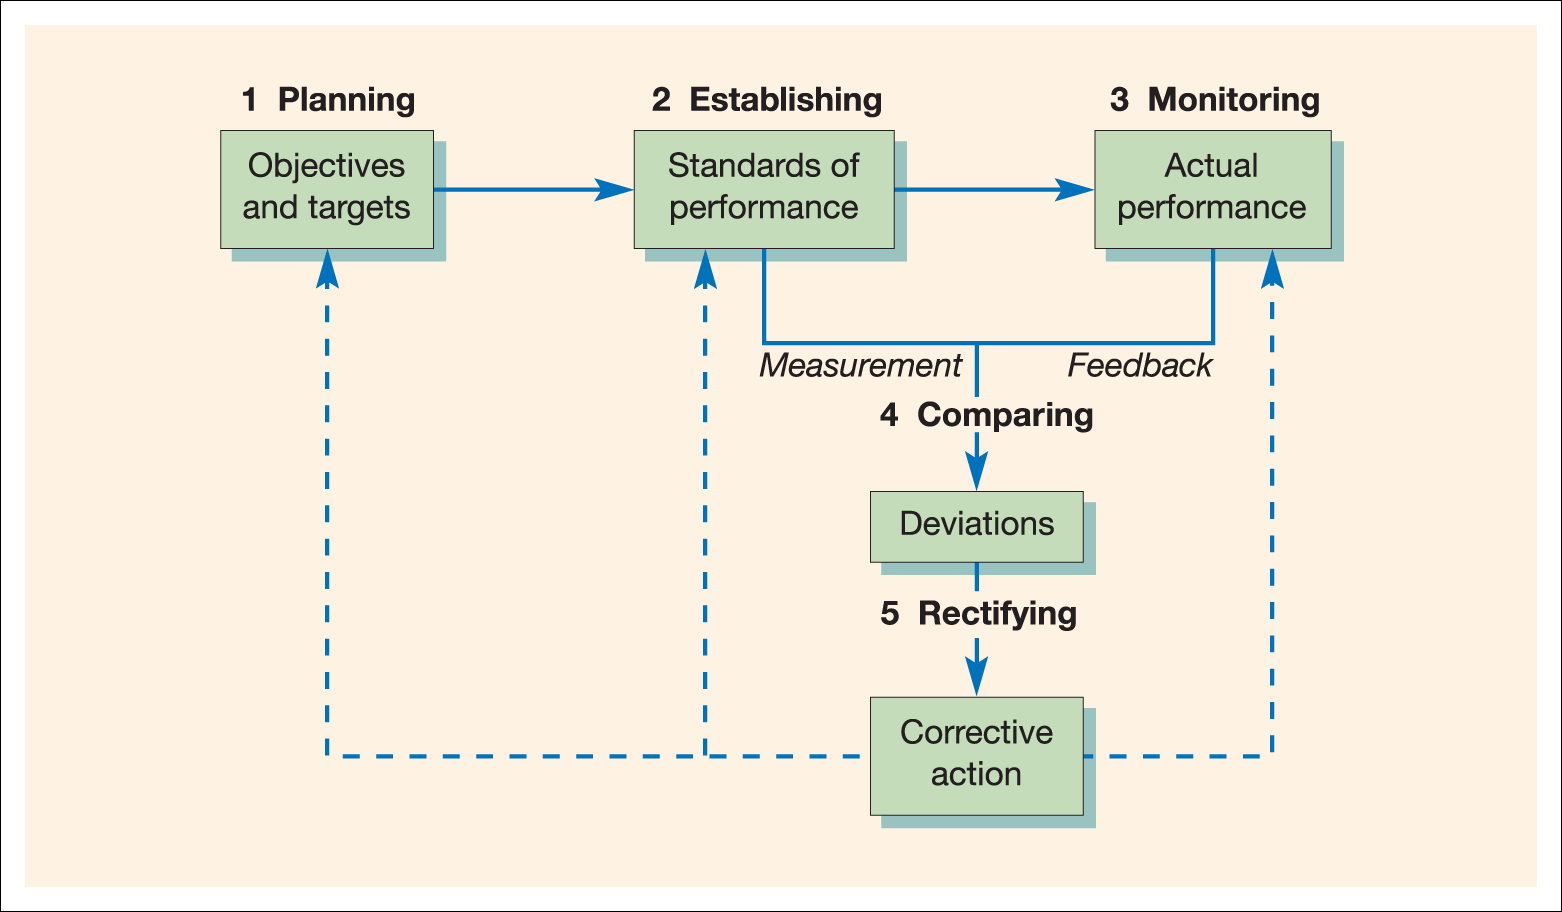 1 Planning
Objectives
and targets
2 Establishing
Standards of
performance
3 Monitoring
Actual
performance
Measurement
Feedback
4 Comparing
Deviations
5 Rectifying
Corrective
action